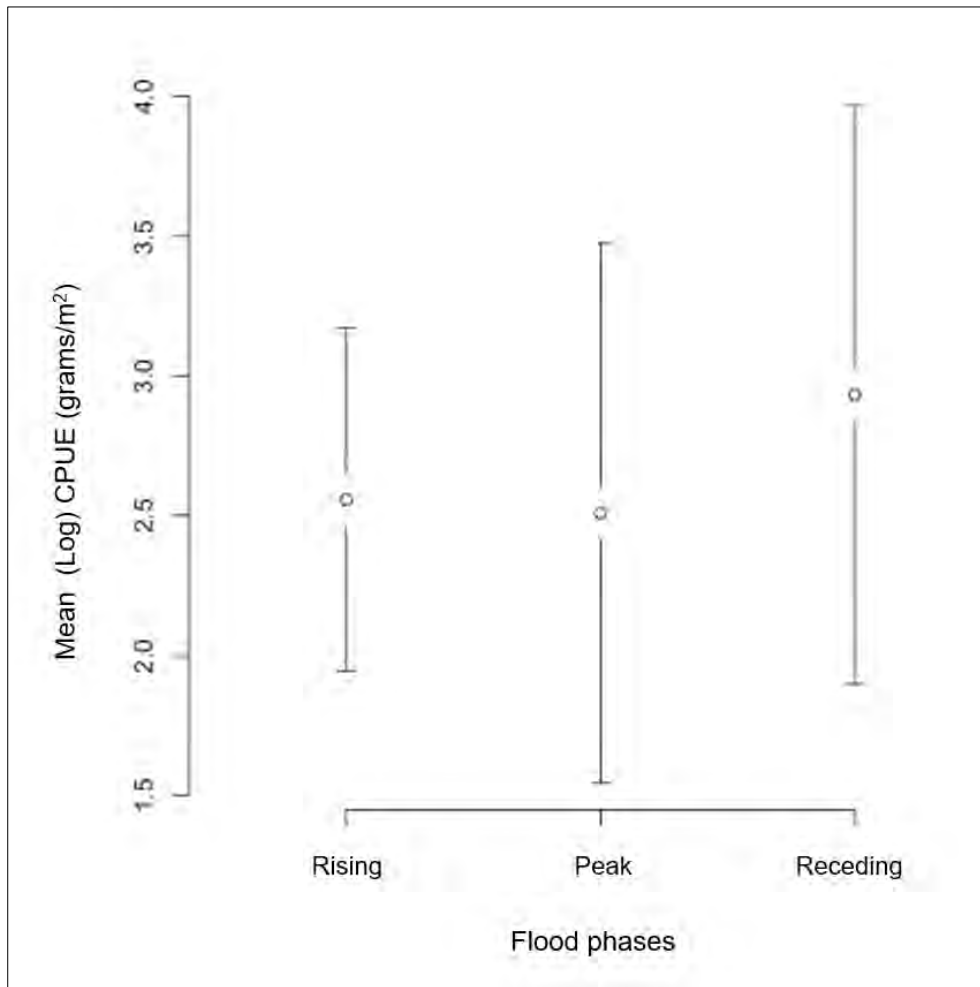 Mean (Log) CPUE (grams/m²)
4.0
3.5
3.0
2.5
2.0
1.5
Rising Peak Receding
Flood phases